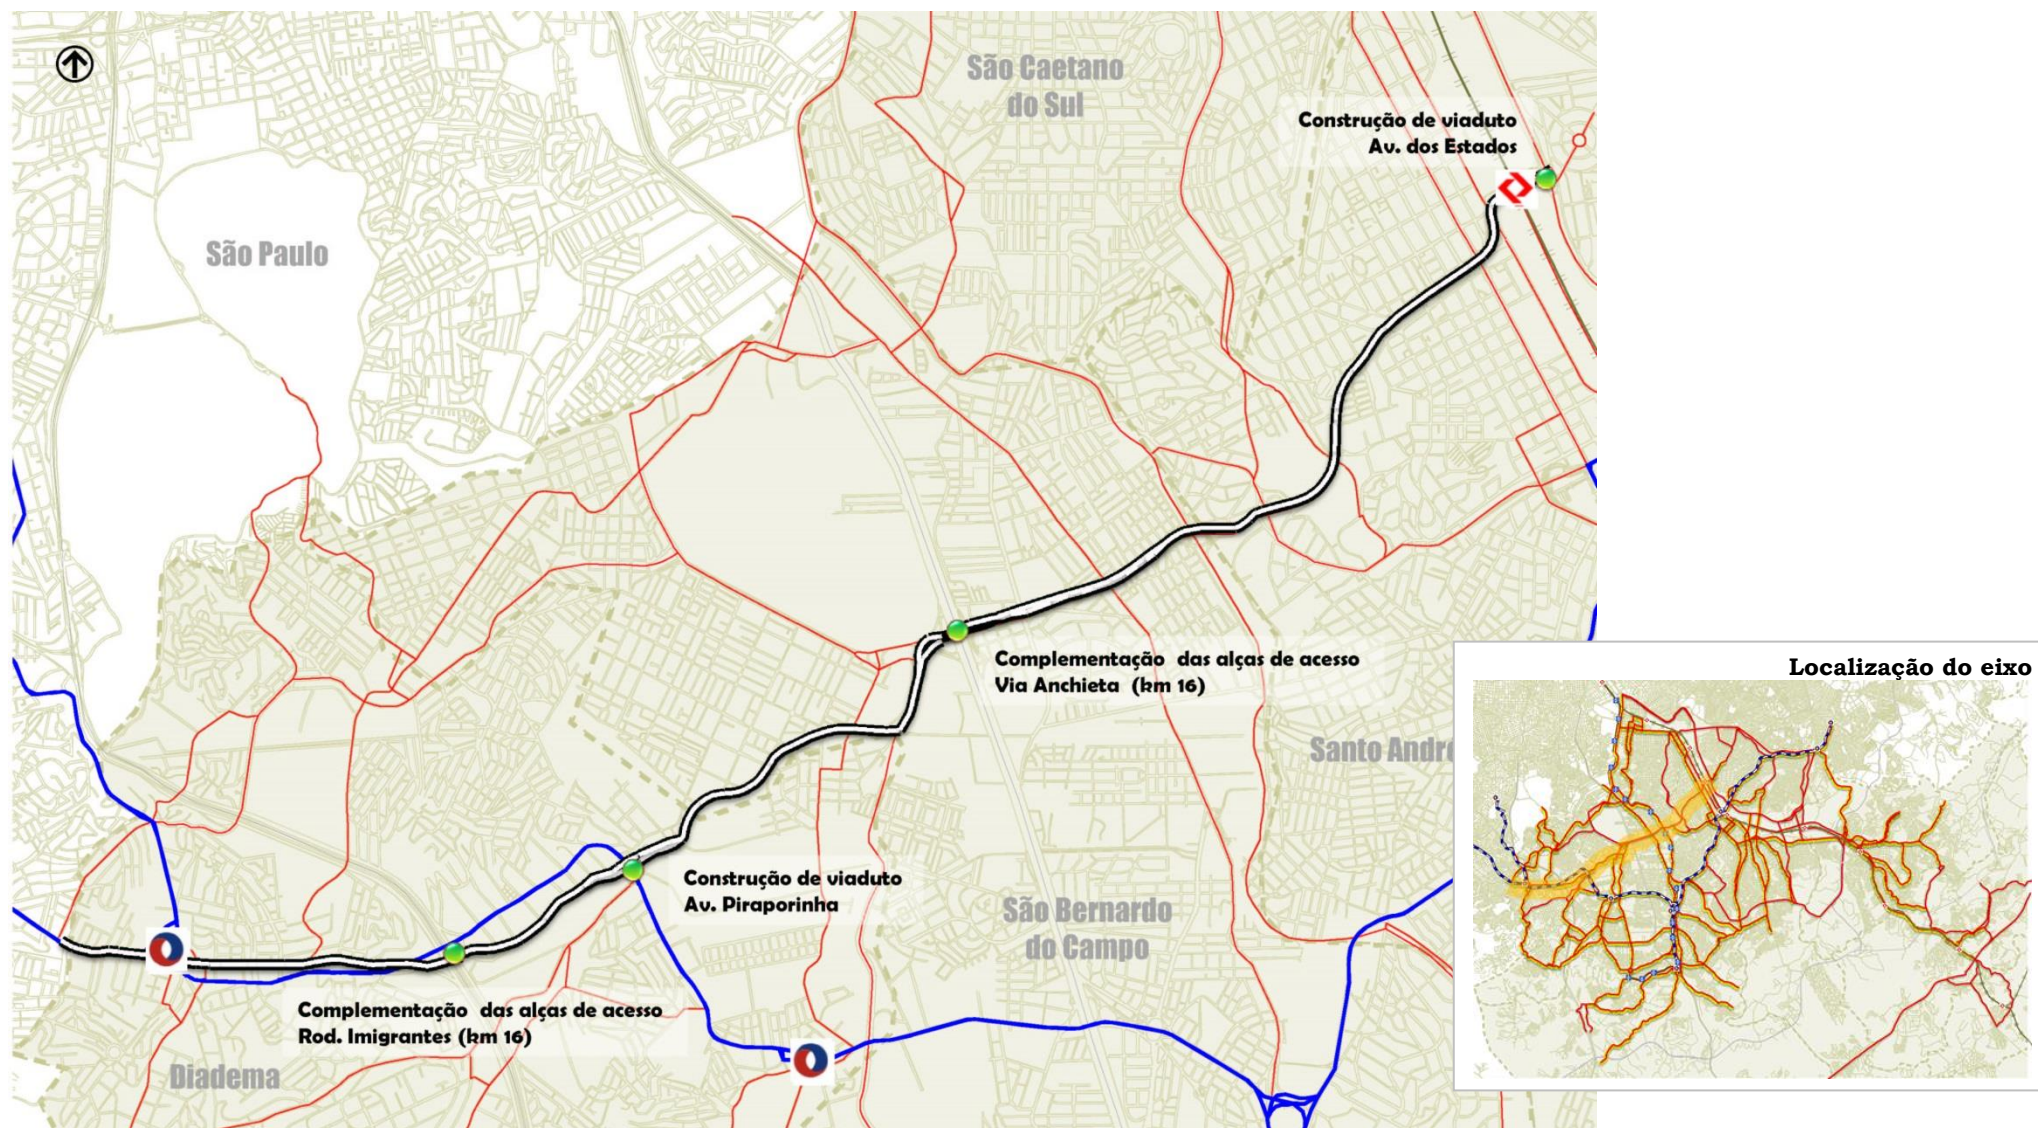 São Caetano
do Sul
Construção de viaduto
Av. dos Estados
São Paulo
Complementação das alças de acesso
Via Anchieta (km 16)
Localização do eixo
Santo Andr
Construção de viaduto
Av. Piraporinha
São Bernardo
do Campo
Complementação das alças de acesso
Rod. Imigrantes (km 16)
Diadema